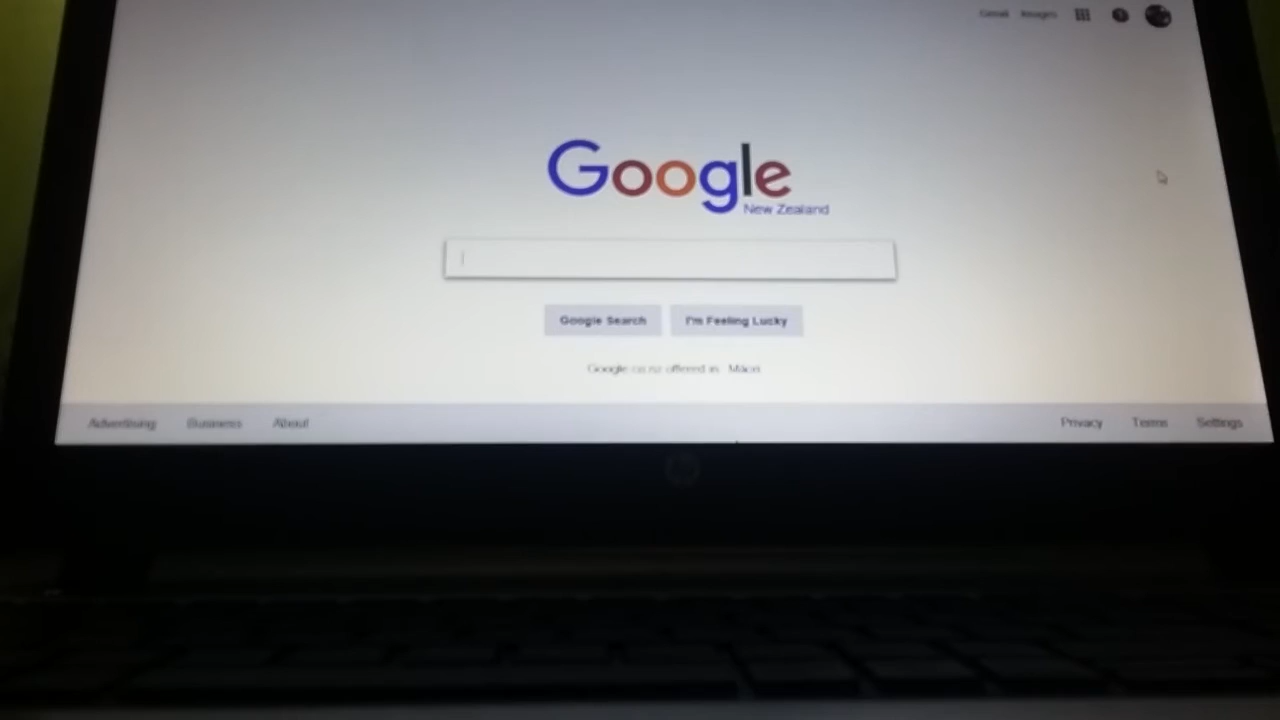 Gmail Images
Google
New Zealand
Google Search I'm Feeling Lucky
Google.co.nz offered in: Māori
Advertising Business About Privacy Terms Settings
hp